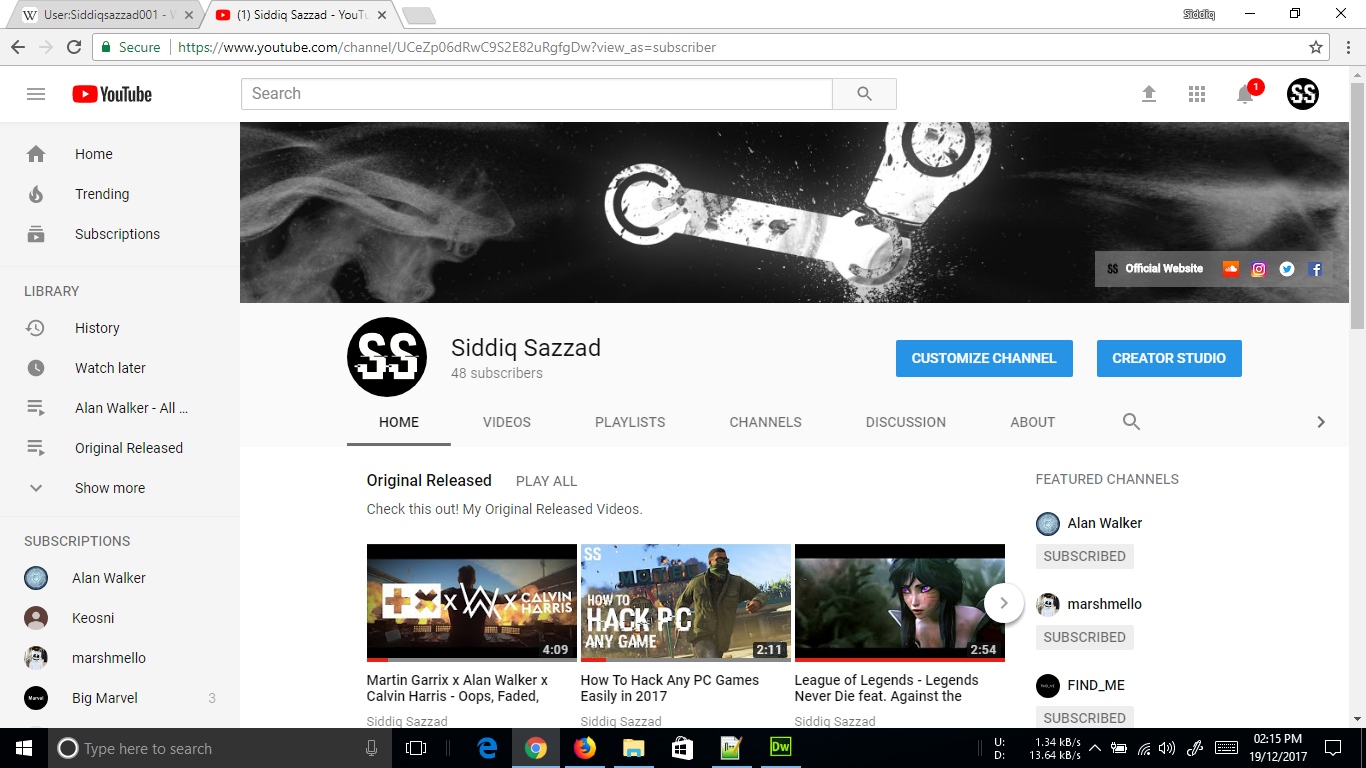 User:Siddiqsazzad001 - W
(1) Siddiq Sazzad - YouTu
Siddiq
Secure
https://www.youtube.com/channel/UCeZp06dRwC9S2E82uRgfgDw?view_as=subscriber
YouTube
Search
1
SS
Home
Trending
Subscriptions
LIBRARY
History
Watch later
Alan Walker - All ...
Original Released
Show more
SUBSCRIPTIONS
Alan Walker
Keosni
marshmello
Big Marvel 3
SS Official Website
SS
Siddiq Sazzad
48 subscribers
CUSTOMIZE CHANNEL
CREATOR STUDIO
HOME VIDEOS PLAYLISTS CHANNELS DISCUSSION ABOUT
Original Released PLAY ALL
Check this out! My Original Released Videos.
x CALVIN HARRIS
4:09
Martin Garrix x Alan Walker x
Calvin Harris - Oops, Faded,
Siddiq Sazzad
SS
HOW TO
HACK PC
ANY GAME
2:11
How To Hack Any PC Games
Easily in 2017
Siddiq Sazzad
2:54
League of Legends - Legends
Never Die feat. Against the
Siddiq Sazzad
FEATURED CHANNELS
Alan Walker
SUBSCRIBED
marshmello
SUBSCRIBED
FIND_ME
SUBSCRIBED
Type here to search
Dw
U: 1.34 kB/s
D: 13.64 kB/s
02:15 PM
19/12/2017